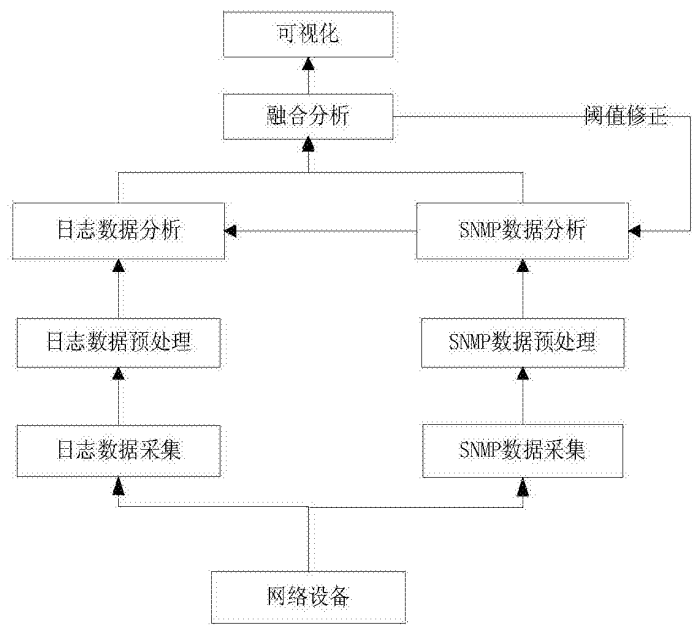 可视化
融合分析
阈值修正
日志数据分析
SNMP数据分析
日志数据预处理
SNMP数据预处理
日志数据采集
SNMP数据采集
网络设备